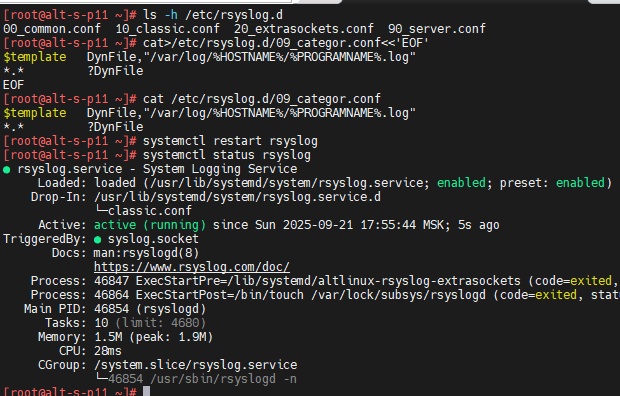 [root@alt-s-p11 ~]# ls -h /etc/rsyslog.d
00_common.conf  10_classic.conf  20_extrasockets.conf  90_server.conf
[root@alt-s-p11 ~]# cat>/etc/rsyslog.d/09_categor.conf<<'EOF'
$template   DynFile,"/var/log/%HOSTNAME%/%PROGRAMNAME%.log"
*.*         ?DynFile
EOF
[root@alt-s-p11 ~]# cat /etc/rsyslog.d/09_categor.conf
$template   DynFile,"/var/log/%HOSTNAME%/%PROGRAMNAME%.log"
*.*         ?DynFile
[root@alt-s-p11 ~]# systemctl restart rsyslog
[root@alt-s-p11 ~]# systemctl status rsyslog
● rsyslog.service - System Logging Service
     Loaded: loaded (/usr/lib/systemd/system/rsyslog.service; enabled; preset: enabled)
    Drop-In: /usr/lib/systemd/system/rsyslog.service.d
             └─classic.conf
     Active: active (running) since Sun 2025-09-21 17:55:44 MSK; 5s ago
TriggeredBy: ● syslog.socket
       Docs: man:rsyslogd(8)
             https://www.rsyslog.com/doc/
    Process: 46847 ExecStartPre=/lib/systemd/altlinux-rsyslog-extrasockets (code=exited,
    Process: 46864 ExecStartPost=/bin/touch /var/lock/subsys/rsyslogd (code=exited, stat
   Main PID: 46854 (rsyslogd)
      Tasks: 10 (limit: 4680)
     Memory: 1.5M (peak: 1.9M)
        CPU: 28ms
     CGroup: /system.slice/rsyslog.service
             └─46854 /usr/sbin/rsyslogd -n
[root@alt-s-p11 ~]#